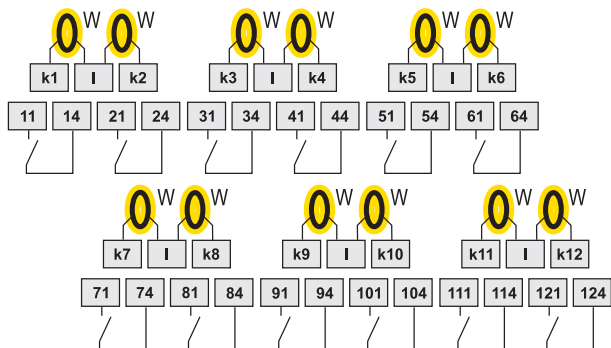 W W W W W W
k1 I k2 k3 I k4 k5 I k6
11 14 21 24 31 34 41 44 51 54 61 64
W W W W W W
k7 I k8 k9 I k10 k11 I k12
71 74 81 84 91 94 101 104 111 114 121 124